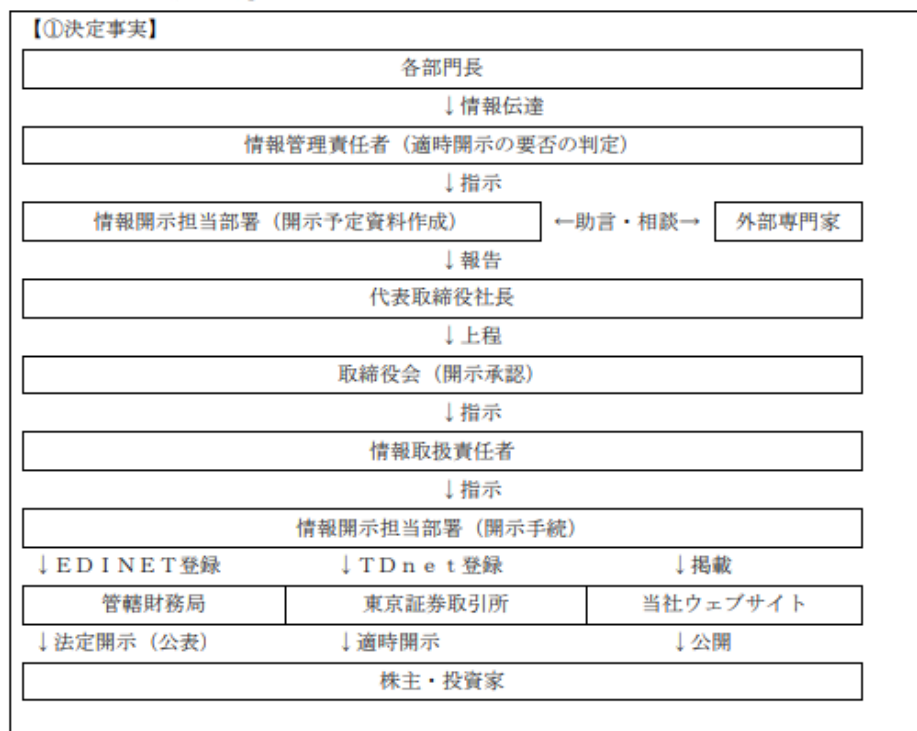 【①決定事実】
各部門長
↓情報伝達
情報管理責任者（適時開示の要否の判定）
↓指示
情報開示担当部署（開示予定資料作成） ←助言・相談→ 外部専門家
↓報告
代表取締役社長
↓上程
取締役会（開示承認）
↓指示
情報取扱責任者
↓指示
情報開示担当部署（開示手続）
↓ＥＤＩＮＥＴ登録 ↓ＴＤｎｅｔ登録 ↓掲載
管轄財務局 東京証券取引所 当社ウェブサイト
↓法定開示（公表） ↓適時開示 ↓公開
株主・投資家